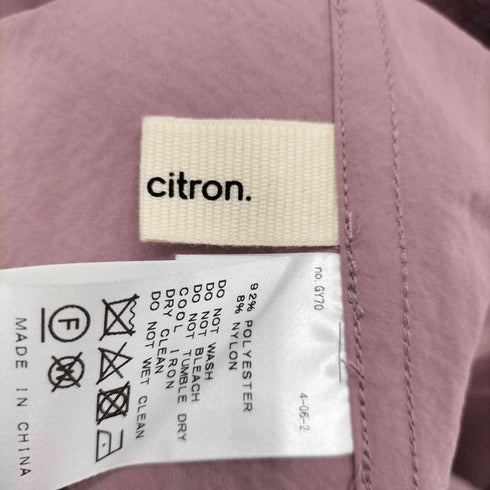 citron.
no. GY70
4-06-2
92% POLYESTER
8% NYLON
DO NOT WASH
DO NOT BLEACH
DO NOT TUMBLE DRY
COOL IRON
DRY CLEAN
DO NOT WET CLEAN
F
MADE IN CHINA